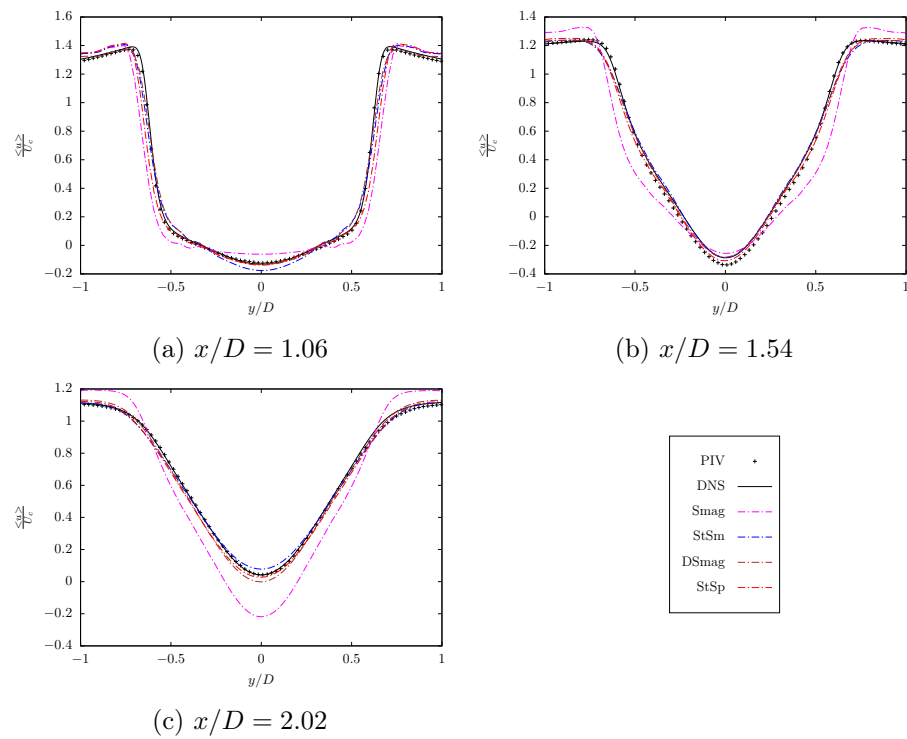 1.6
1.4
1.2
1
0.8
0.6
0.4
0.2
0
−0.2
−1 −0.5 0 0.5 1
<u>
U_c
y/D
(a) x/D = 1.06
1.4
1.2
1
0.8
0.6
0.4
0.2
0
−0.2
−0.4
−1 −0.5 0 0.5 1
<u>
U_c
y/D
(b) x/D = 1.54
1.2
1
0.8
0.6
0.4
0.2
0
−0.2
−0.4
−1 −0.5 0 0.5 1
<u>
U_c
y/D
(c) x/D = 2.02
PIV
DNS
Smag
StSm
DSmag
StSp